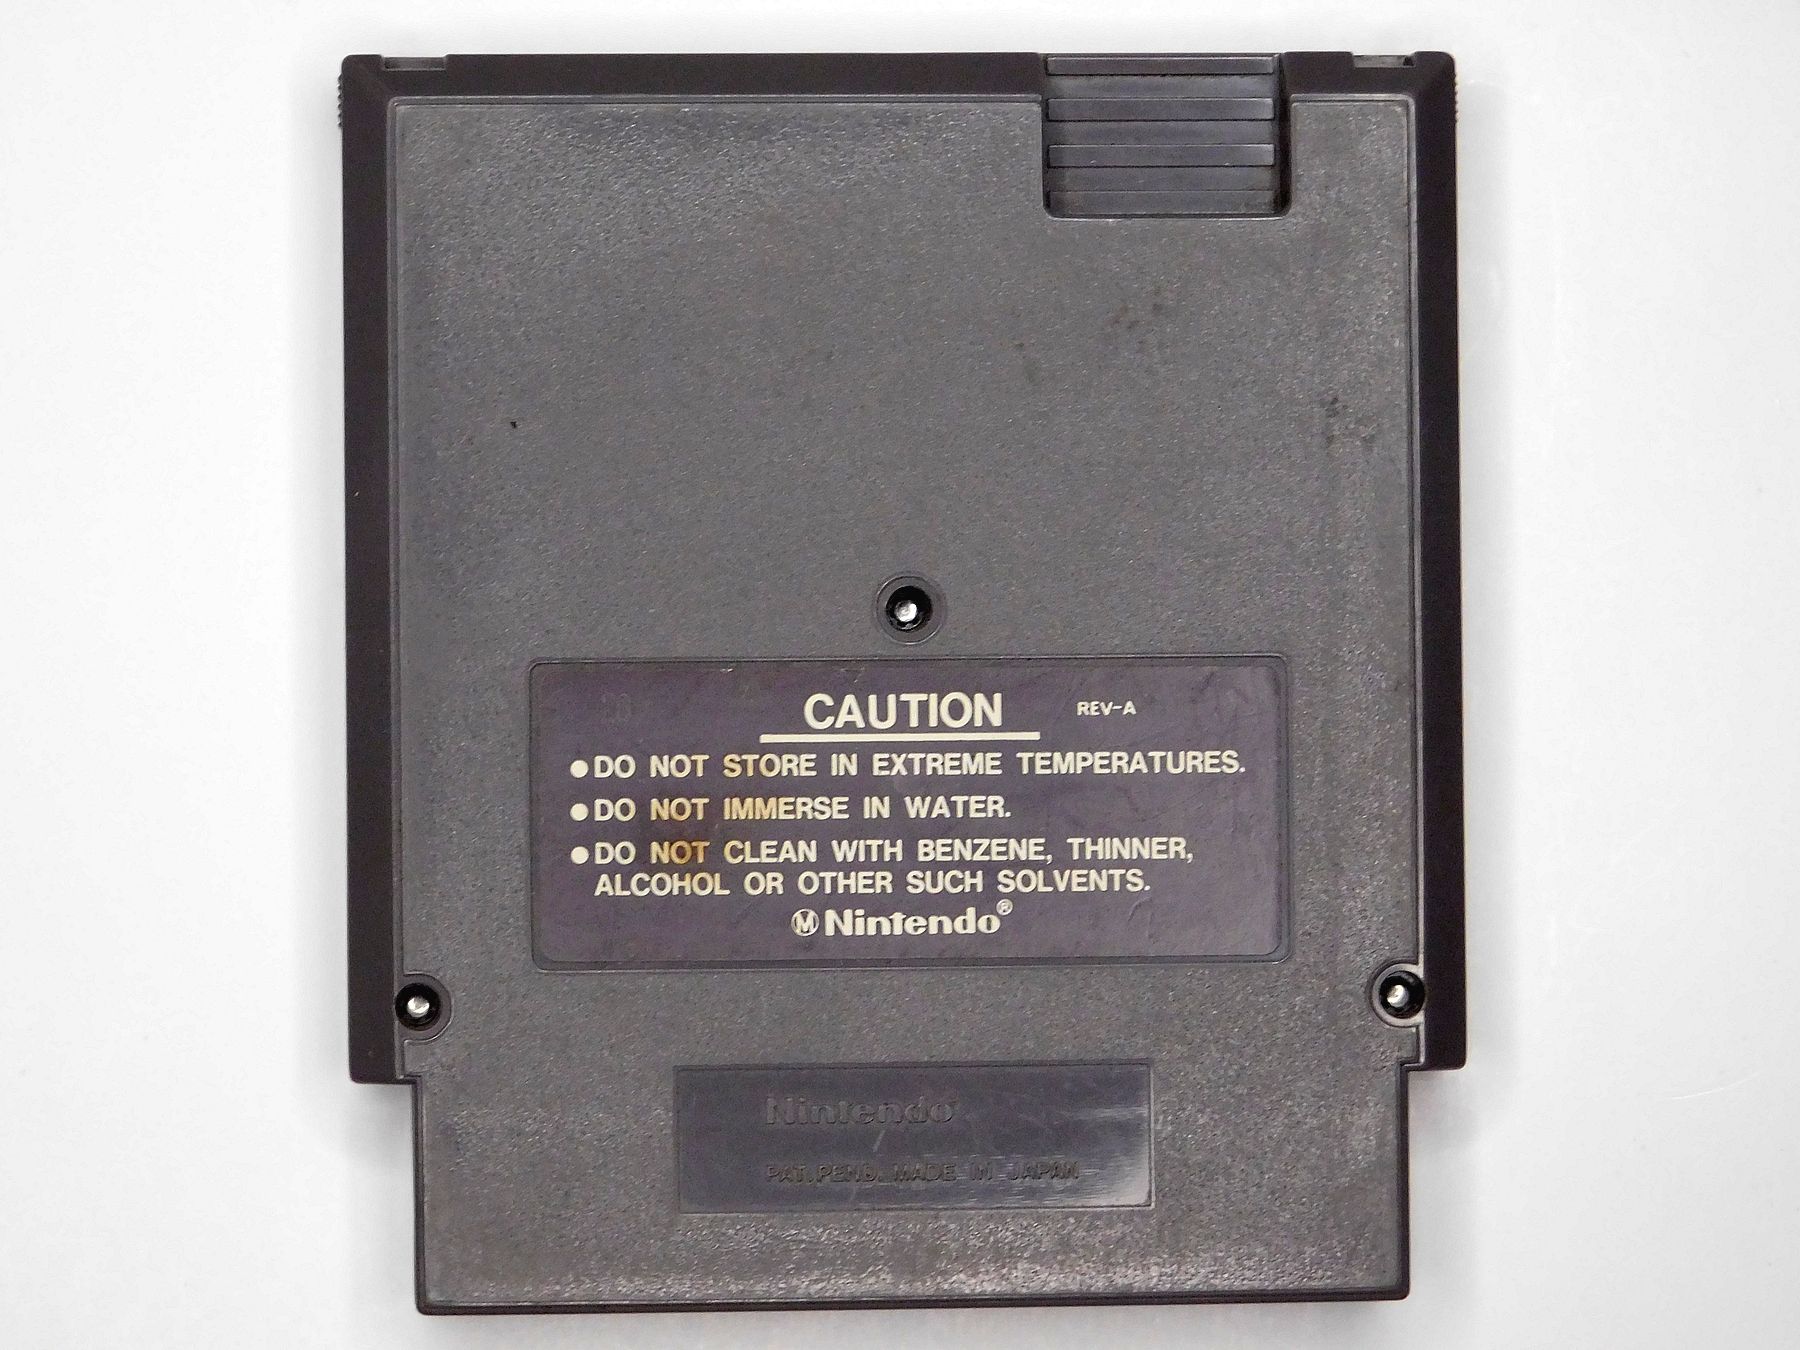 CAUTION REV-A
●DO NOT STORE IN EXTREME TEMPERATURES.
●DO NOT IMMERSE IN WATER.
●DO NOT CLEAN WITH BENZENE, THINNER,
ALCOHOL OR OTHER SUCH SOLVENTS.
Ⓜ Nintendo®
Nintendo
PAT. PEND. MADE IN JAPAN